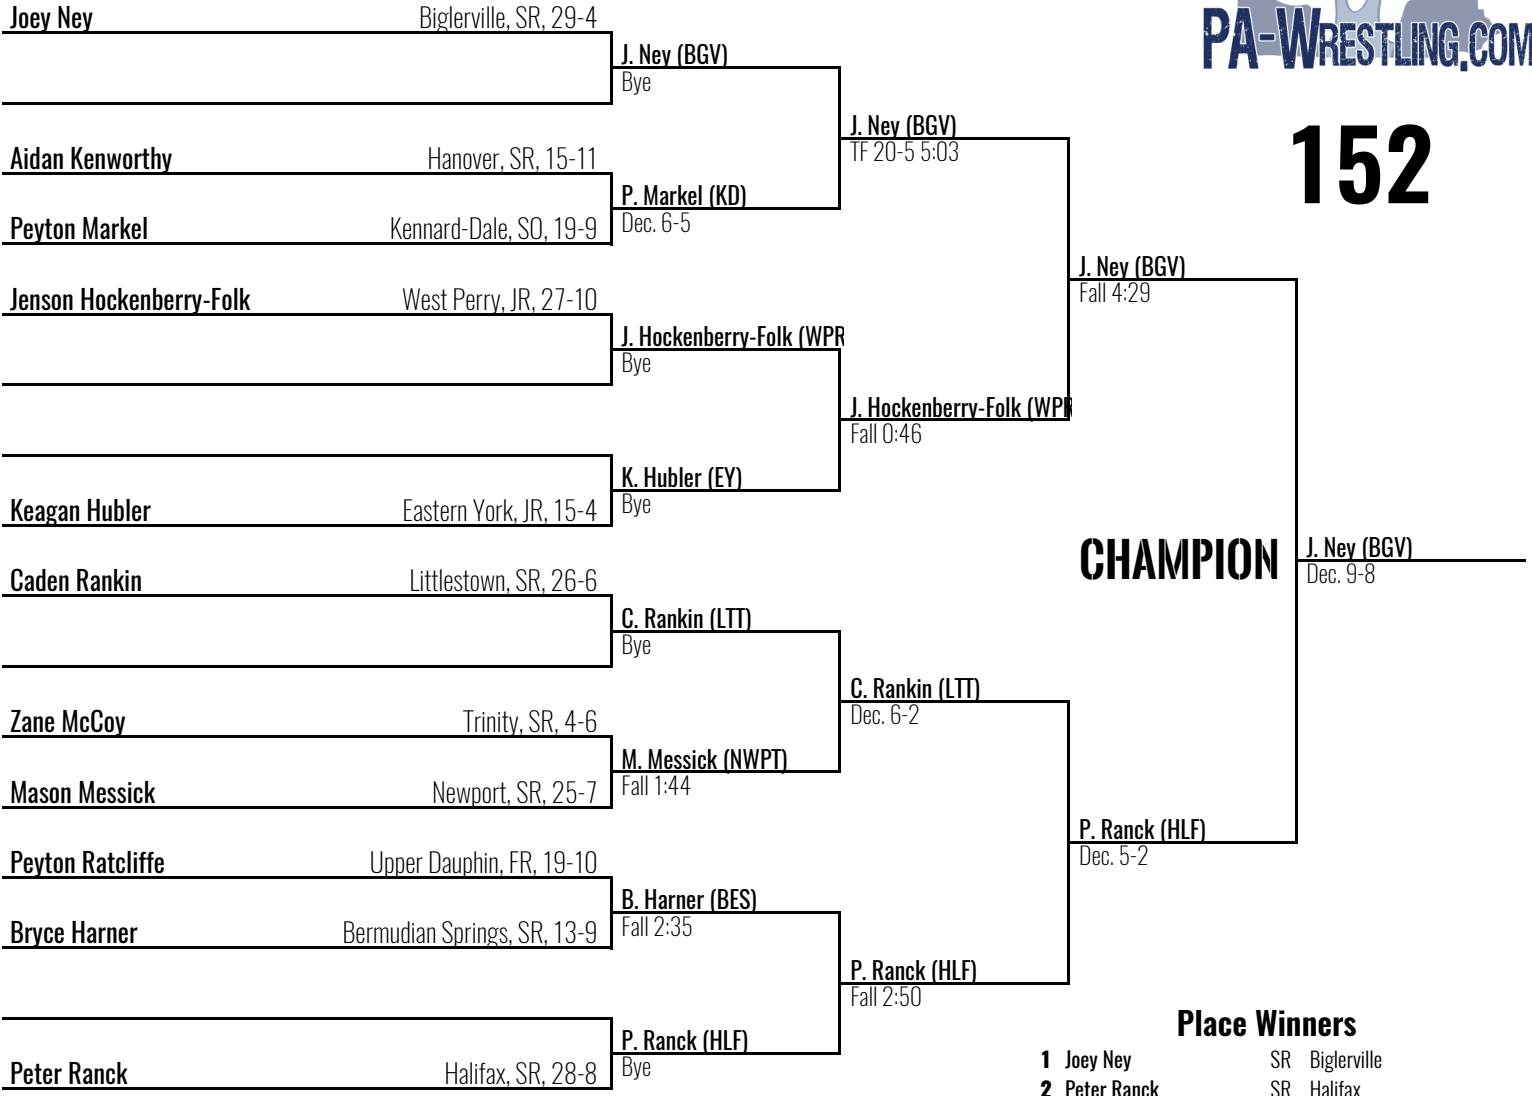 Joey Ney Biglerville, SR, 29-4
J. Ney (BGV)
Bye
Aidan Kenworthy Hanover, SR, 15-11
P. Markel (KD)
Dec. 6-5
Peyton Markel Kennard-Dale, SO, 19-9
J. Ney (BGV)
TF 20-5 5:03
Jenson Hockenberry-Folk West Perry, JR, 27-10
J. Hockenberry-Folk (WPR
Bye
K. Hubler (EY)
Bye
Keagan Hubler Eastern York, JR, 15-4
J. Hockenberry-Folk (WPR
Fall 0:46
J. Ney (BGV)
Fall 4:29
Caden Rankin Littlestown, SR, 26-6
C. Rankin (LTT)
Bye
Zane McCoy Trinity, SR, 4-6
M. Messick (NWPT)
Fall 1:44
Mason Messick Newport, SR, 25-7
C. Rankin (LTT)
Dec. 6-2
Peyton Ratcliffe Upper Dauphin, FR, 19-10
B. Harner (BES)
Fall 2:35
Bryce Harner Bermudian Springs, SR, 13-9
P. Ranck (HLF)
Fall 2:50
P. Ranck (HLF)
Bye
Peter Ranck Halifax, SR, 28-8
P. Ranck (HLF)
Dec. 5-2
CHAMPION
J. Ney (BGV)
Dec. 9-8
PA-WRESTLING.COM
152
Place Winners
1 Joey Ney SR Biglerville
2 Peter Ranck SR Halifax